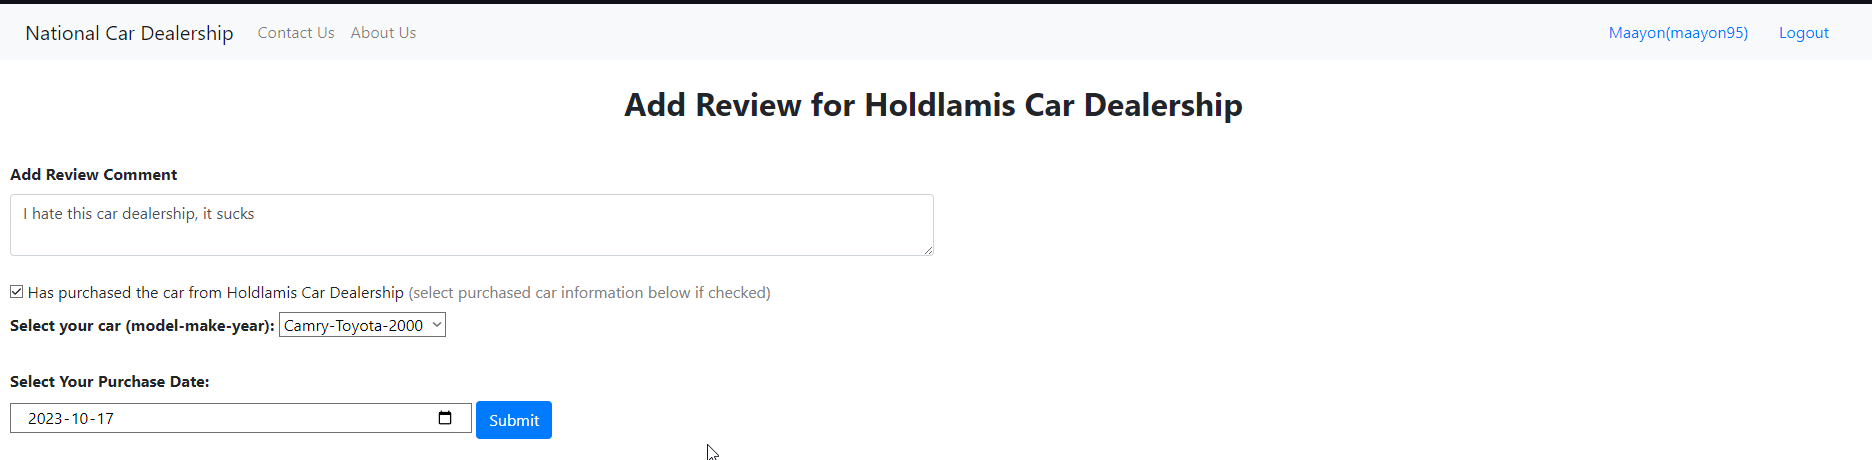 National Car Dealership Contact Us About Us Maayon(maayon95) Logout
Add Review for Holdlamis Car Dealership
Add Review Comment
I hate this car dealership, it sucks
Has purchased the car from Holdlamis Car Dealership (select purchased car information below if checked)
Select your car (model-make-year): Camry-Toyota-2000
Select Your Purchase Date:
2023-10-17 Submit